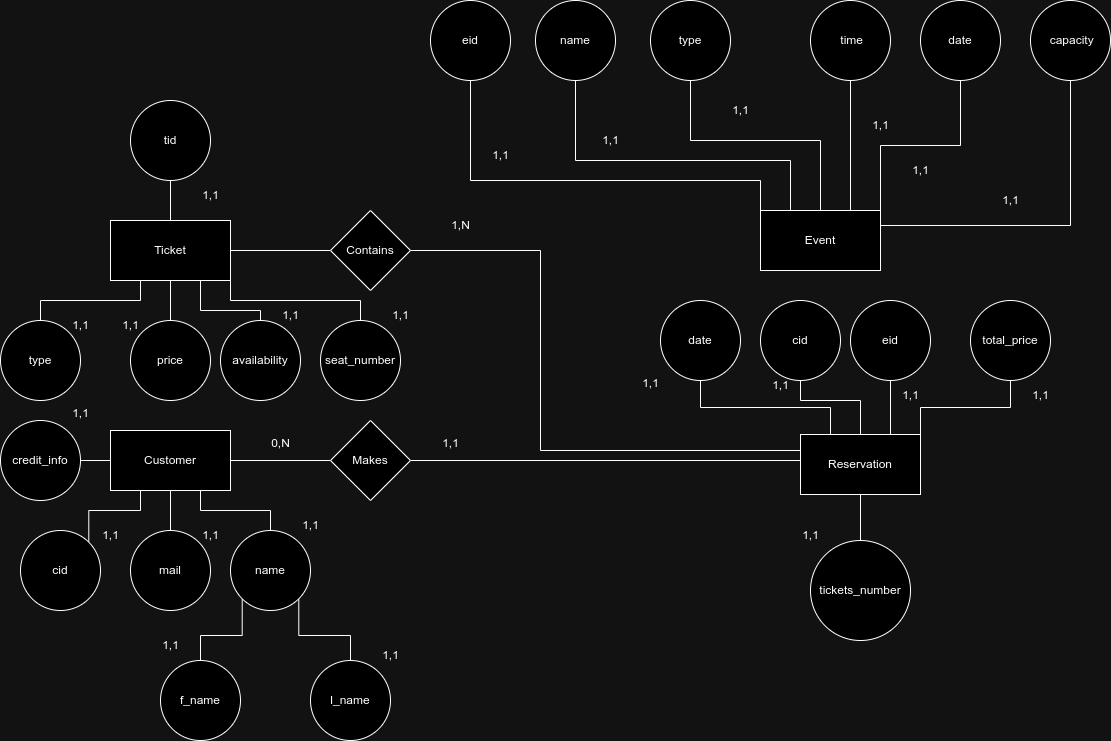 eid
name
type
time
date
capacity
1,1
1,1
1,1
1,1
1,1
1,1
Event
tid
1,1
Ticket
Contains
1,N
type
1,1
price
1,1
availability
1,1
seat_number
1,1
date
1,1
cid
1,1
eid
1,1
total_price
1,1
Reservation
1,1
tickets_number
1,1
credit_info
Customer
0,N
Makes
1,1
cid
1,1
mail
1,1
name
1,1
1,1
f_name
1,1
l_name